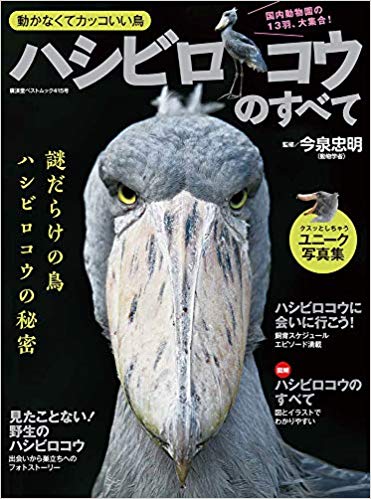 動かなくてカッコいい鳥
国内動物園の
13羽、大集合!
ハシビロコウ
のすべて
廣済堂ベストムック415号
監修/今泉忠明
(動物学者)
謎だらけの鳥
ハシビロコウの秘密
クスッとしちゃう
ユニーク
写真集
ハシビロコウに
会いに行こう!
飼育スケジュール
エピソード満載
図解
ハシビロコウの
すべて
図とイラストで
わかりやすい
見たことない!
野生の
ハシビロコウ
出会いから巣立ちへの
フォトストーリー